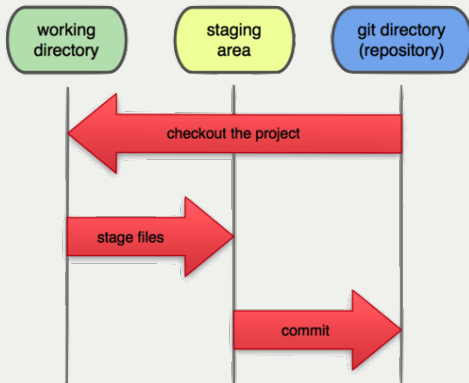 working
directory
staging
area
git directory
(repository)
checkout the project
stage files
commit